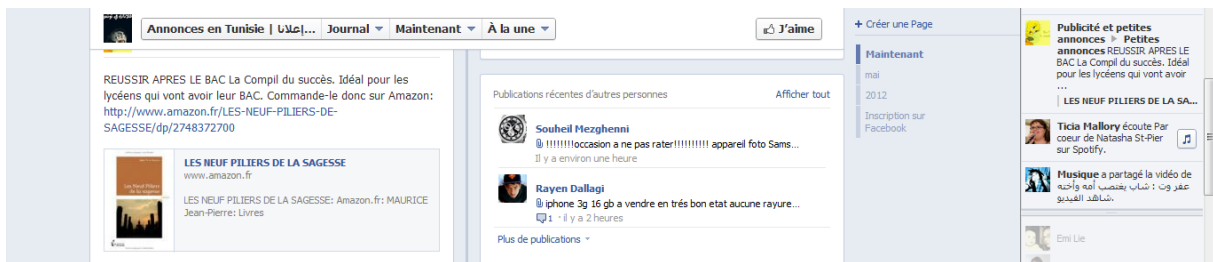 Annonces en Tunisie | إعلانا... Journal Maintenant À la une
J'aime
REUSSIR APRES LE BAC La Compil du succès. Idéal pour les
lycéens qui vont avoir leur BAC. Commande-le donc sur Amazon:
http://www.amazon.fr/LES-NEUF-PILIERS-DE-
SAGESSE/dp/2748372700
LES NEUF PILIERS DE LA SAGESSE
www.amazon.fr
LES NEUF PILIERS DE LA SAGESSE: Amazon.fr: MAURICE
Jean-Pierre: Livres
Les Neuf Piliers
de la sagesse
Publications récentes d'autres personnes Afficher tout
Souheil Mezghenni
!!!!!!!!occasion a ne pas rater!!!!!!!!!! appareil foto Sams...
Il y a environ une heure
Rayen Dallagi
iphone 3g 16 gb a vendre en trés bon etat aucune rayure...
1 · il y a 2 heures
Plus de publications
+ Créer une Page
Maintenant
mai
2012
Inscription sur
Facebook
Publicité et petites
annonces ▶ Petites
annonces REUSSIR APRES LE
BAC La Compil du succès. Idéal
pour les lycéens qui vont avoir
...
LES NEUF PILIERS DE LA SA...
Ticia Mallory écoute Par
coeur de Natasha St-Pier
sur Spotify.
Musique a partagé la vidéo de
عفر وت : شاب يغتصب أمه وأخته
شاهد الفيديو.
Emi Lie